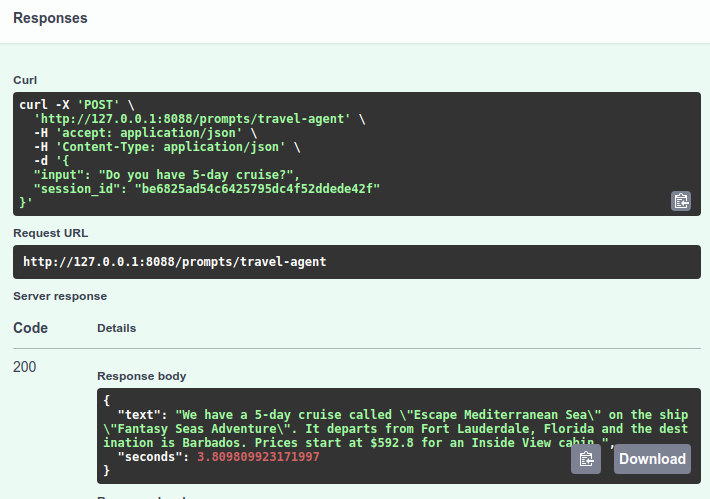 Responses
Curl
curl -X 'POST' \
'http://127.0.0.1:8088/prompts/travel-agent' \
-H 'accept: application/json' \
-H 'Content-Type: application/json' \
-d '{
"input": "Do you have 5-day cruise?",
"session_id": "be6825ad54c6425795dc4f52ddede42f"
}'
Request URL
http://127.0.0.1:8088/prompts/travel-agent
Server response
Code Details
200
Response body
{
"text": "We have a 5-day cruise called \"Escape Mediterranean Sea\" on the ship
\"Fantasy Seas Adventure\". It departs from Fort Lauderdale, Florida and the dest
ination is Barbados. Prices start at $592.8 for an Inside View cabin.",
"seconds": 3.809809923171997
}
Download